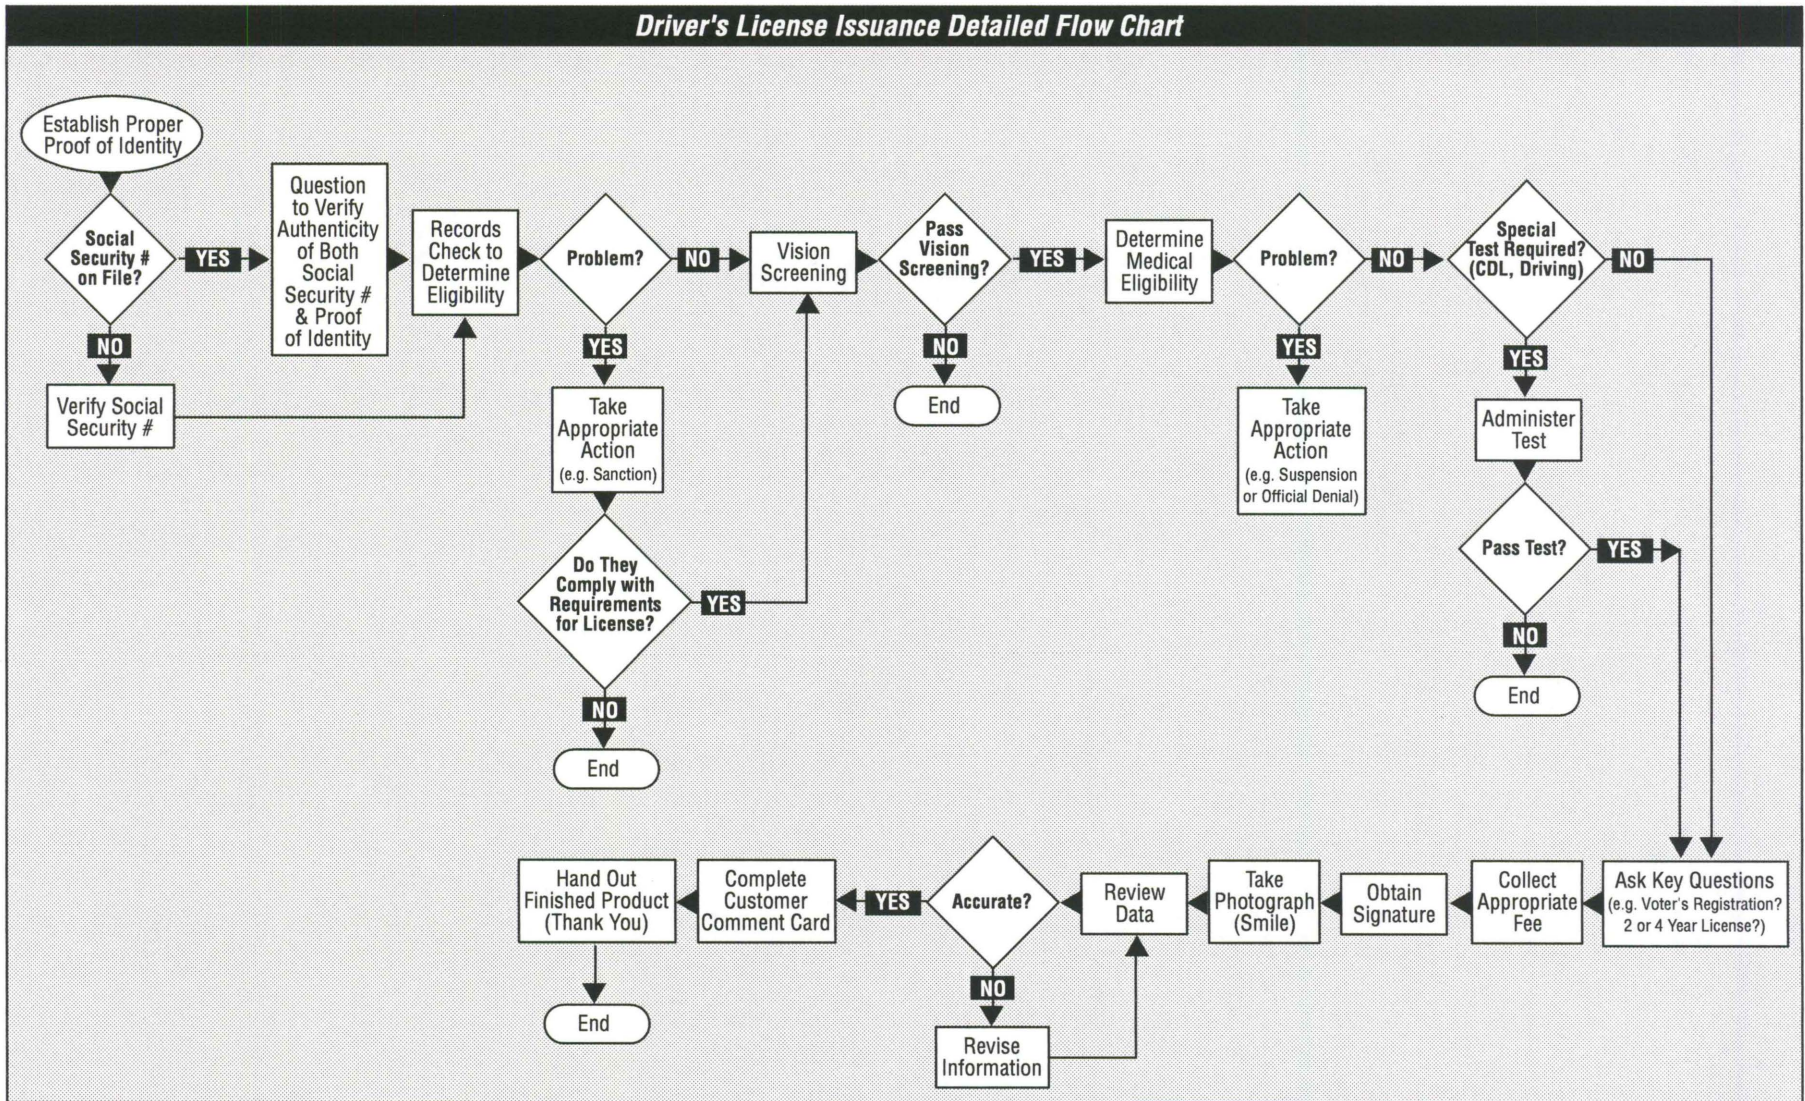 Driver's License Issuance Detailed Flow Chart
Establish Proper
Proof of Identity
Social
Security #
on File?
YES
NO
Verify Social
Security #
Question
to Verify
Authenticity
of Both
Social
Security #
& Proof
of Identity
Records
Check to
Determine
Eligibility
Problem?
NO
YES
Take
Appropriate
Action
(e.g. Sanction)
Do They
Comply with
Requirements
for License?
YES
NO
End
Vision
Screening
Pass
Vision
Screening?
YES
NO
End
Determine
Medical
Eligibility
Problem?
NO
YES
Take
Appropriate
Action
(e.g. Suspension
or Official Denial)
Special
Test Required?
(CDL, Driving)
NO
YES
Administer
Test
Pass Test?
YES
NO
End
Ask Key Questions
(e.g. Voter's Registration?
2 or 4 Year License?)
Collect
Appropriate
Fee
Obtain
Signature
Take
Photograph
(Smile)
Review
Data
Accurate?
YES
NO
Revise
Information
Complete
Customer
Comment Card
Hand Out
Finished Product
(Thank You)
End